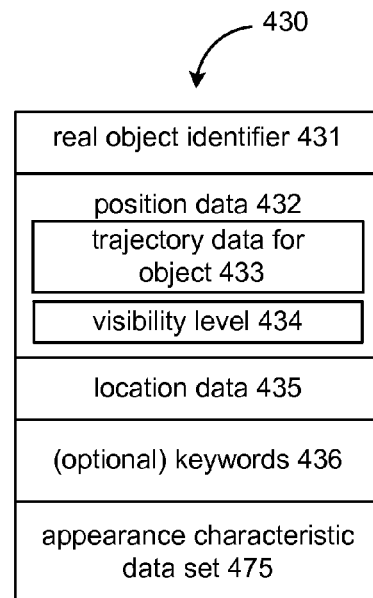 430
real object identifier 431
position data 432
trajectory data for
object 433
visibility level 434
location data 435
(optional) keywords 436
appearance characteristic
data set 475